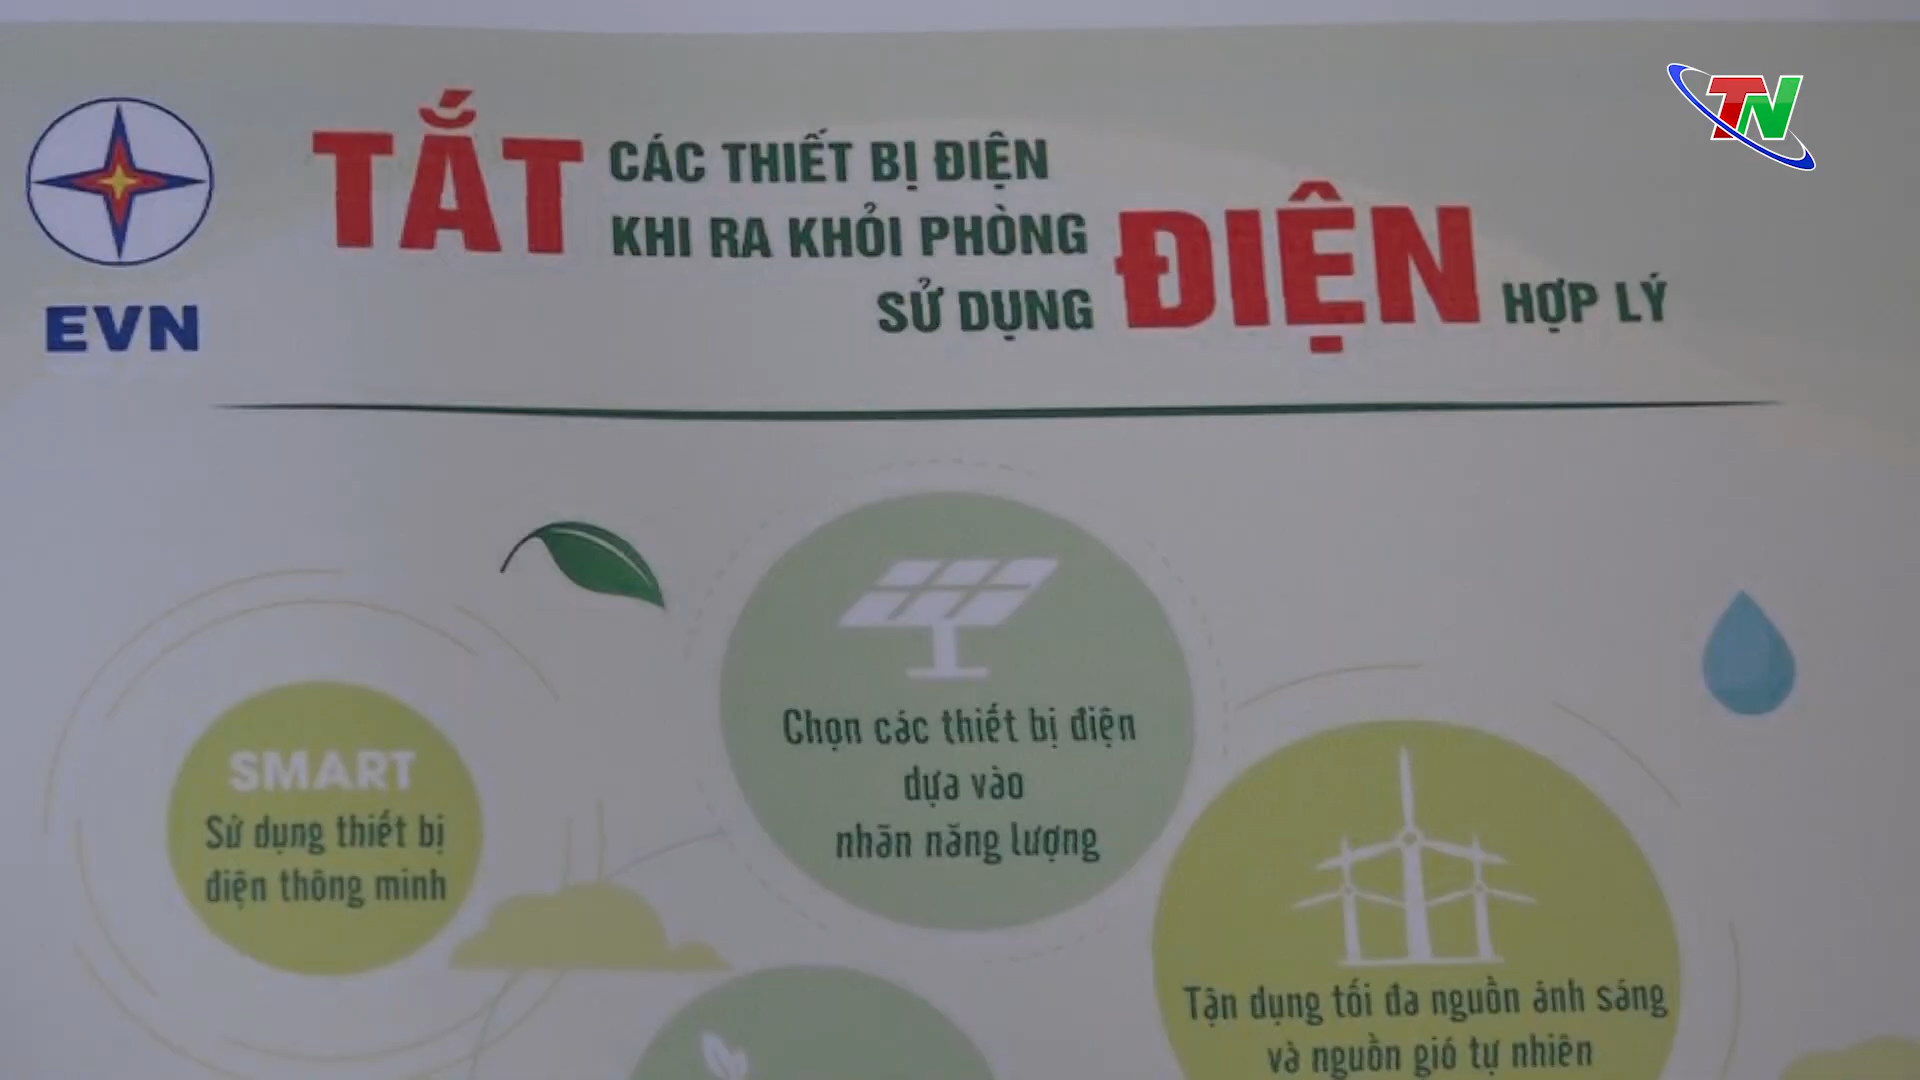 TN
EVN
TẮT CÁC THIẾT BỊ ĐIỆN
KHI RA KHỎI PHÒNG
SỬ DỤNG ĐIỆN HỢP LÝ
SMART
Sử dụng thiết bị
điện thông minh
Chọn các thiết bị điện
dựa vào
nhãn năng lượng
Tận dụng tối đa nguồn ánh sáng
và nguồn gió tự nhiên